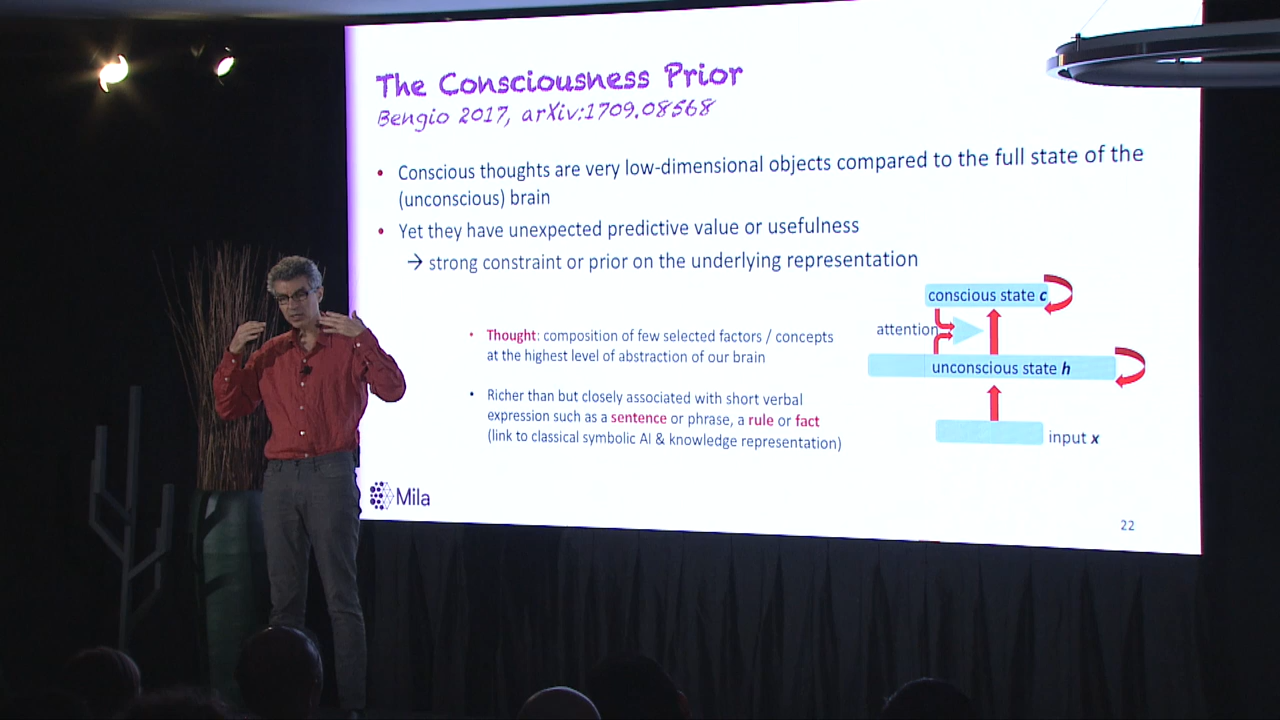 The Consciousness Prior
Bengio 2017, arXiv:1709.08568
• Conscious thoughts are very low-dimensional objects compared to the full state of the
(unconscious) brain
• Yet they have unexpected predictive value or usefulness
→ strong constraint or prior on the underlying representation
• Thought: composition of few selected factors / concepts
at the highest level of abstraction of our brain
• Richer than but closely associated with short verbal
expression such as a sentence or phrase, a rule or fact
(link to classical symbolic AI & knowledge representation)
conscious state c
attention
unconscious state h
input x
Mila
22